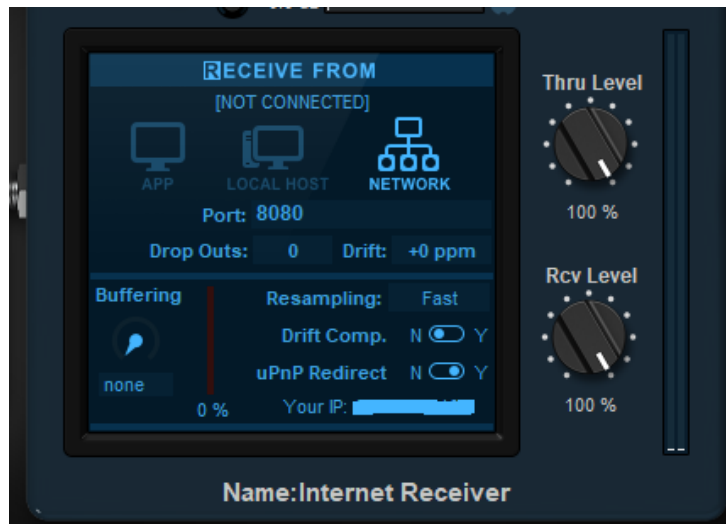 RECEIVE FROM
[NOT CONNECTED]
APP LOCAL HOST NETWORK
Port: 8080
Drop Outs: 0 Drift: +0 ppm
Buffering
none
0 %
Resampling: Fast
Drift Comp. N Y
uPnP Redirect N Y
Your IP:
Thru Level
100 %
Rcv Level
100 %
Name:Internet Receiver